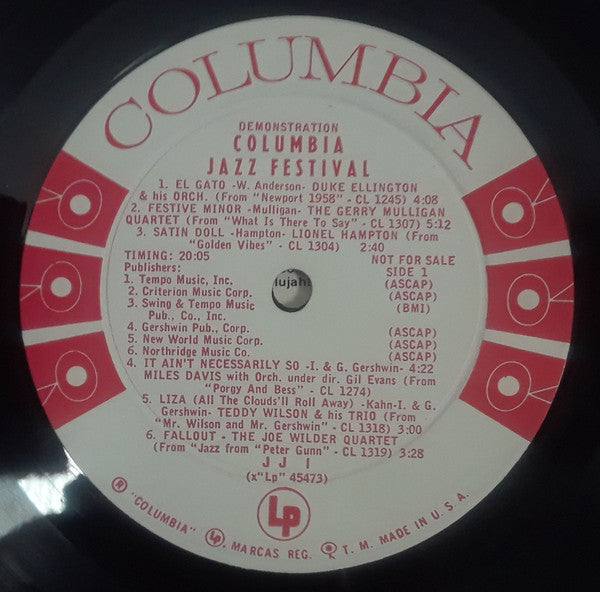 COLUMBIA
DEMONSTRATION
COLUMBIA
JAZZ FESTIVAL
1. EL GATO -W. Anderson- DUKE ELLINGTON
& his ORCH. (From "Newport 1958" - CL 1245) 4:08
2. FESTIVE MINOR -Mulligan- THE GERRY MULLIGAN
QUARTET (From "What Is There To Say" - CL 1307) 5:12
3. SATIN DOLL -Hampton- LIONEL HAMPTON (From
"Golden Vibes" - CL 1304) 2:40
TIMING: 20:05 NOT FOR SALE
Publishers: SIDE 1
1. Tempo Music, Inc. (ASCAP)
2. Criterion Music Corp. (ASCAP)
3. Swing & Tempo Music (BMI)
Pub., Co., Inc.
4. Gershwin Pub., Corp. (ASCAP)
5. New World Music Corp. (ASCAP)
6. Northridge Music Co. (ASCAP)
4. IT AIN'T NECESSARILY SO -I. & G. Gershwin- 4:22
MILES DAVIS with Orch. under dir. Gil Evans (From
"Porgy And Bess" - CL 1274)
5. LIZA (All The Clouds'll Roll Away) -Kahn-I. & G.
Gershwin- TEDDY WILSON & his TRIO (From
"Mr. Wilson and Mr. Gershwin" - CL 1318) 3:00
6. FALLOUT - THE JOE WILDER QUARTET
(From "Jazz from "Peter Gunn" - CL 1319) 3:28
JJ 1
(x"Lp" 45473)
Lp
® "COLUMBIA" Lp. MARCAS REG. T. M. MADE IN U. S. A.